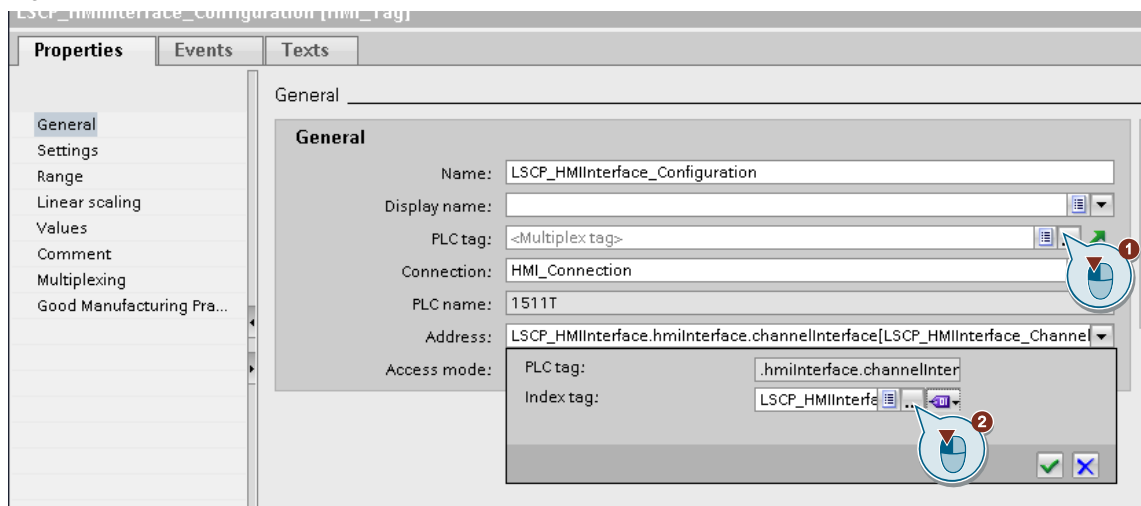 LSCP_HMIInterface_Configuration [HMI_Tag]
Properties Events Texts
General
General
Settings
Range
Linear scaling
Values
Comment
Multiplexing
Good Manufacturing Pra...
General
Name: LSCP_HMIInterface_Configuration
Display name:
PLC tag: <Multiplex tag> ...
1
Connection: HMI_Connection
PLC name: 1511T
Address: LSCP_HMIInterface.hmiInterface.channelInterface[LSCP_HMIInterface_Channel
Access mode:
PLC tag: .hmiInterface.channelInter
Index tag: LSCP_HMIInterfa ...
2